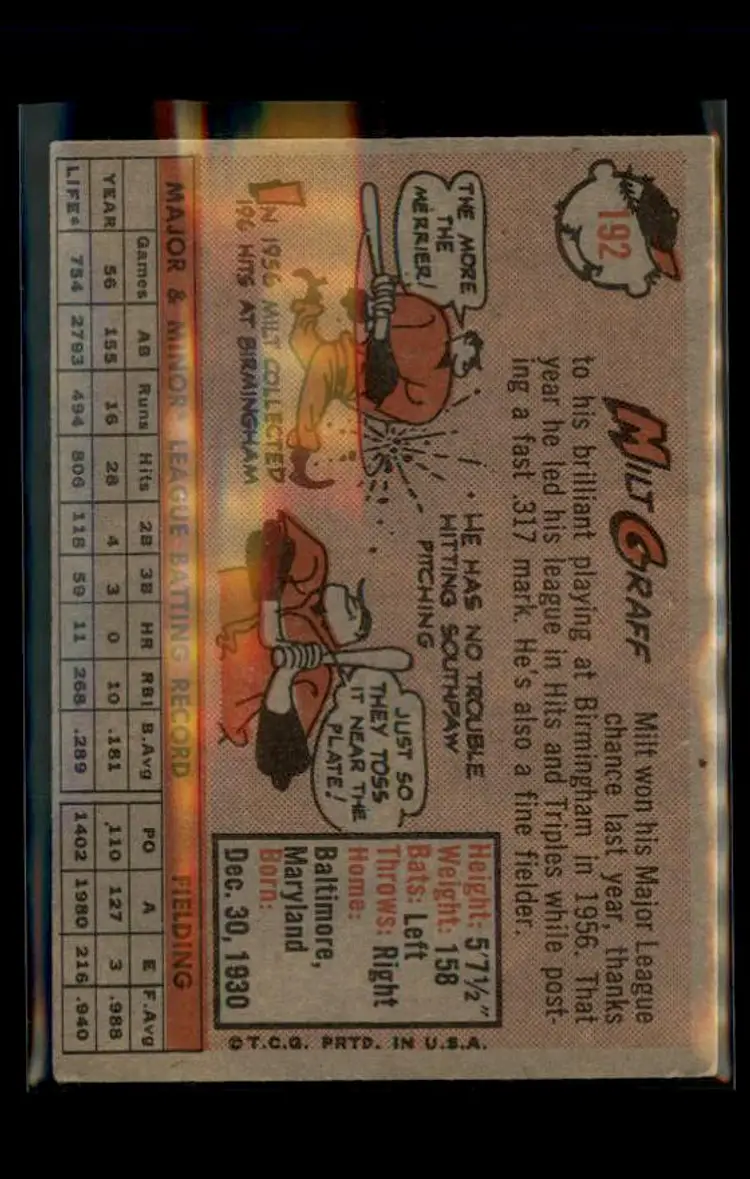 192
MILT GRAFF
Milt won his Major League
chance last year, thanks
to his brilliant playing at Birmingham in 1956. That
year he led his league in Hits and Triples while post-
ing a fast .317 mark. He's also a fine fielder.
THE MORE
THE
MERRIER!
IN 1956 MILT COLLECTED
196 HITS AT BIRMINGHAM
HE HAS NO TROUBLE
HITTING SOUTHPAW
PITCHING
JUST SO
THEY TOSS
IT NEAR THE
PLATE!
Height: 5'7½"
Weight: 158
Bats: Left
Throws: Right
Home:
Baltimore,
Maryland
Born:
Dec. 30, 1930
©T.C.G. PRTD. IN U.S.A.
MAJOR & MINOR LEAGUE BATTING RECORD FIELDING
Games AB Runs Hits 2B 3B HR RBI B.Avg PO A E F.Avg
YEAR 56 155 16 28 4 3 0 10 .181 110 127 3 .988
LIFE 754 2793 494 806 118 59 11 268 .289 1402 1980 216 .940